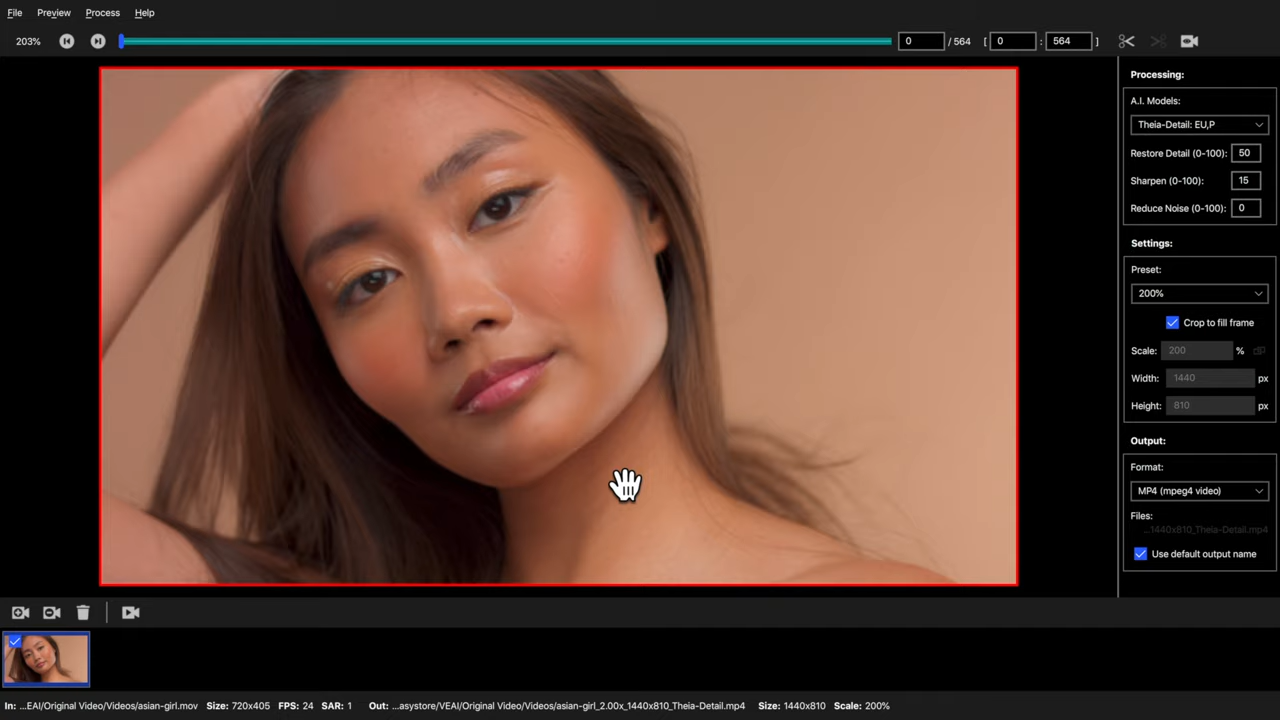 File Preview Process Help
203% 0 / 564 [ 0 : 564 ]
Processing:
A.I. Models:
Theia-Detail: EU,P
Restore Detail (0-100): 50
Sharpen (0-100): 15
Reduce Noise (0-100): 0
Settings:
Preset:
200%
Crop to fill frame
Scale: 200 %
Width: 1440 px
Height: 810 px
Output:
Format:
MP4 (mpeg4 video)
Files:
...1440x810_Theia-Detail.mp4
Use default output name
In: ...EAI/Original Video/Videos/asian-girl.mov Size: 720x405 FPS: 24 SAR: 1 Out: ...asystore/VEAI/Original Video/Videos/asian-girl_2.00x_1440x810_Theia-Detail.mp4 Size: 1440x810 Scale: 200%